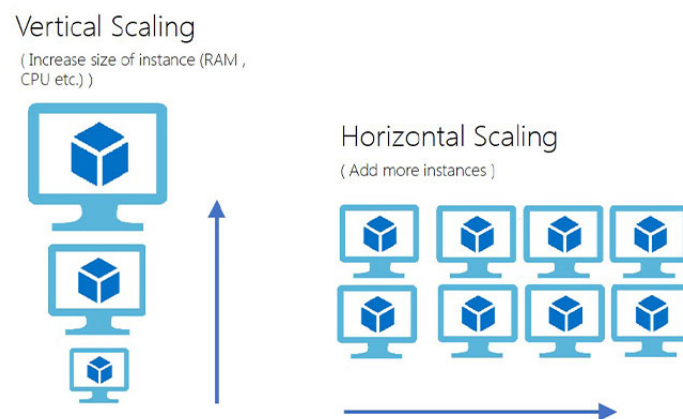 Vertical Scaling
( Increase size of instance (RAM ,
CPU etc.) )
Horizontal Scaling
( Add more instances )